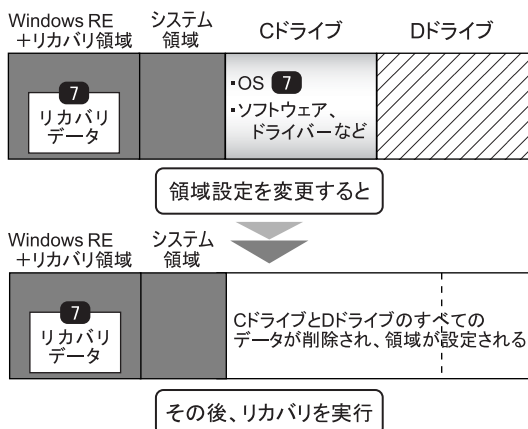 Windows RE
＋リカバリ領域
システム
領域
Cドライブ
Dドライブ
7
リカバリ
データ
・OS 7
・ソフトウェア、
ドライバーなど
領域設定を変更すると
Windows RE
＋リカバリ領域
システム
領域
7
リカバリ
データ
CドライブとDドライブのすべての
データが削除され、領域が設定される
その後、リカバリを実行